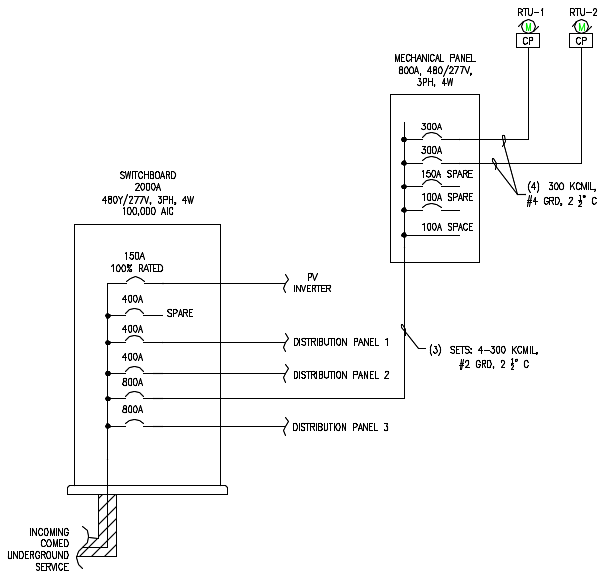 RTU-1
RTU-2
M
M
CP
CP
MECHANICAL PANEL
800A, 480/277V,
3PH, 4W
300A
300A
150A SPARE
100A SPARE
100A SPACE
(4) 300 KCMIL,
#4 GRD, 2 ½" C
SWITCHBOARD
2000A
480Y/277V, 3PH, 4W
100,000 AIC
150A
100% RATED
PV
INVERTER
400A
SPARE
400A
DISTRIBUTION PANEL 1
400A
DISTRIBUTION PANEL 2
800A
800A
DISTRIBUTION PANEL 3
(3) SETS: 4-300 KCMIL,
#2 GRD, 2 ½" C
INCOMING
COMED
UNDERGROUND
SERVICE